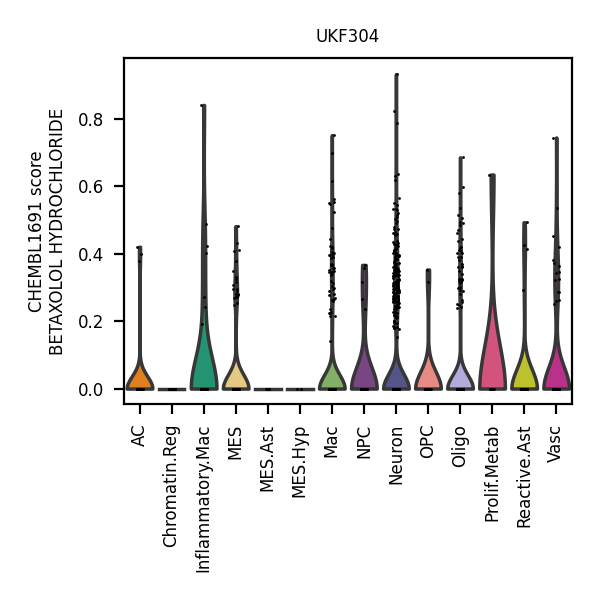 UKF304
CHEMBL1691 score
BETAXOLOL HYDROCHLORIDE
0.8
0.6
0.4
0.2
0.0
AC
Chromatin.Reg
Inflammatory.Mac
MES
MES.Ast
MES.Hyp
Mac
NPC
Neuron
OPC
Oligo
Prolif.Metab
Reactive.Ast
Vasc